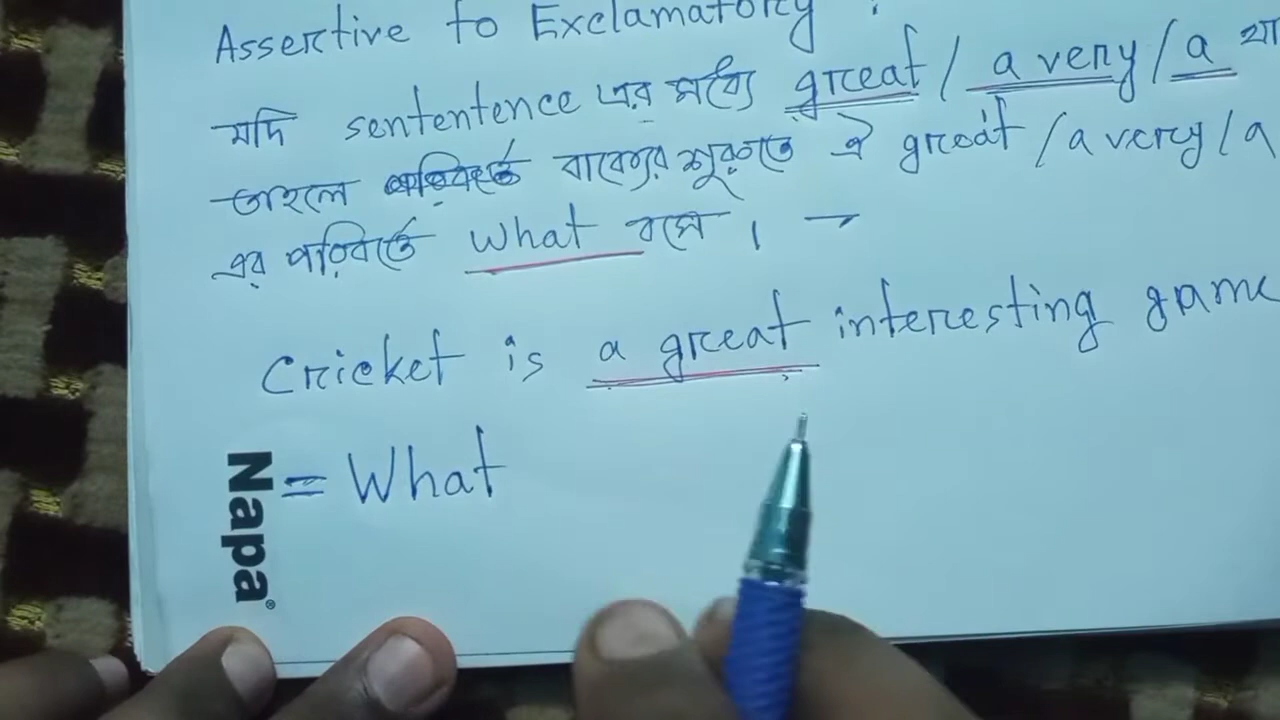 Assertive to Exclamatory :
যদি sententence এর মধ্যে great / a very / a থা
তাহলে বাক্যের শুরুতে ঐ great / a very / a
এর পরিবর্তে what বসে । →
Cricket is a great interesting game
= What
Napa®